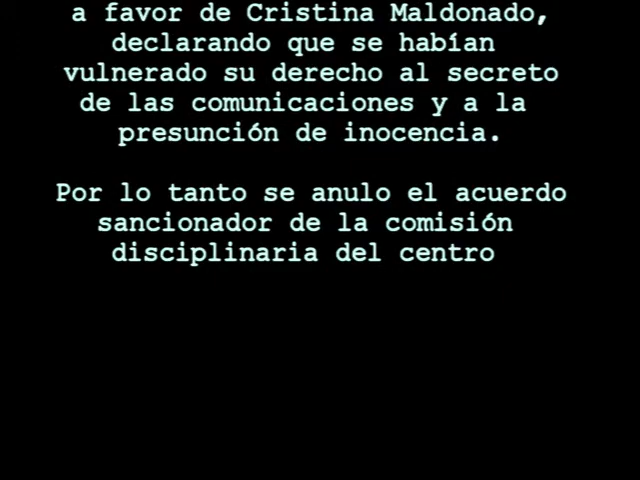 a favor de Cristina Maldonado,
declarando que se habían
vulnerado su derecho al secreto
de las comunicaciones y a la
presunción de inocencia.
Por lo tanto se anulo el acuerdo
sancionador de la comisión
disciplinaria del centro